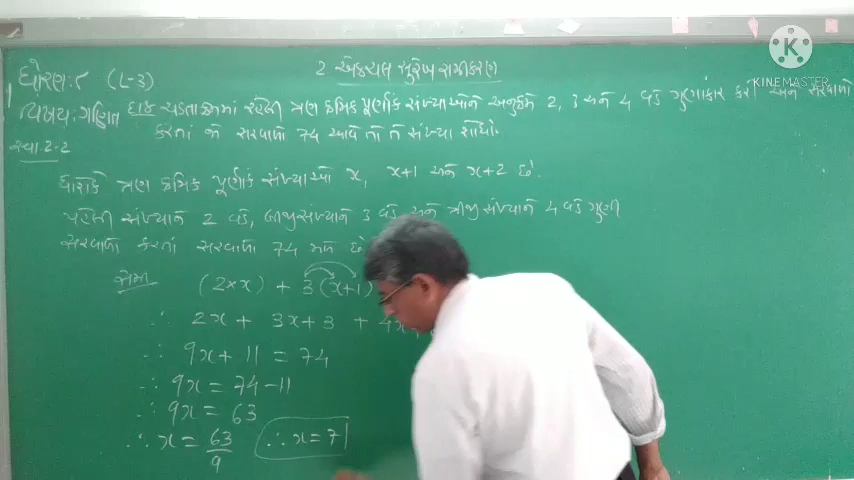 ધોરણ: ૮ (L-3) 2 એકચલ સુરેખ સમીકરણ
KINEMASTER
વિષય: ગણિત દાક ચડતા ક્રમમાં રહેલી ત્રણ ક્રમિક પૂર્ણાંક સંખ્યાઓને અનુક્રમે 2, 3 અને 4 વડે ગુણાકાર કરી અને સરવાળો
કરતાં જો સરવાળો 74 આવે તો તે સંખ્યા શોધો.
સ્વા 2-2
ધારોકે ત્રણ ક્રમિક પૂર્ણાંક સંખ્યાઓ x, x+1 અને x+2 છે.
પહેલી સંખ્યાને 2 વડે, બીજી સંખ્યાને 3 વડે અને ત્રીજી સંખ્યાને 4 વડે ગુણી
સરવાળો કરતાં સરવાળો 74 મળે છે
(2×x) + 3(x+1)
∴ 2x + 3x+3 + 4x
∴ 9x + 11 = 74
∴ 9x = 74 - 11
∴ 9x = 63
∴ x = 63/9 ∴ x = 7